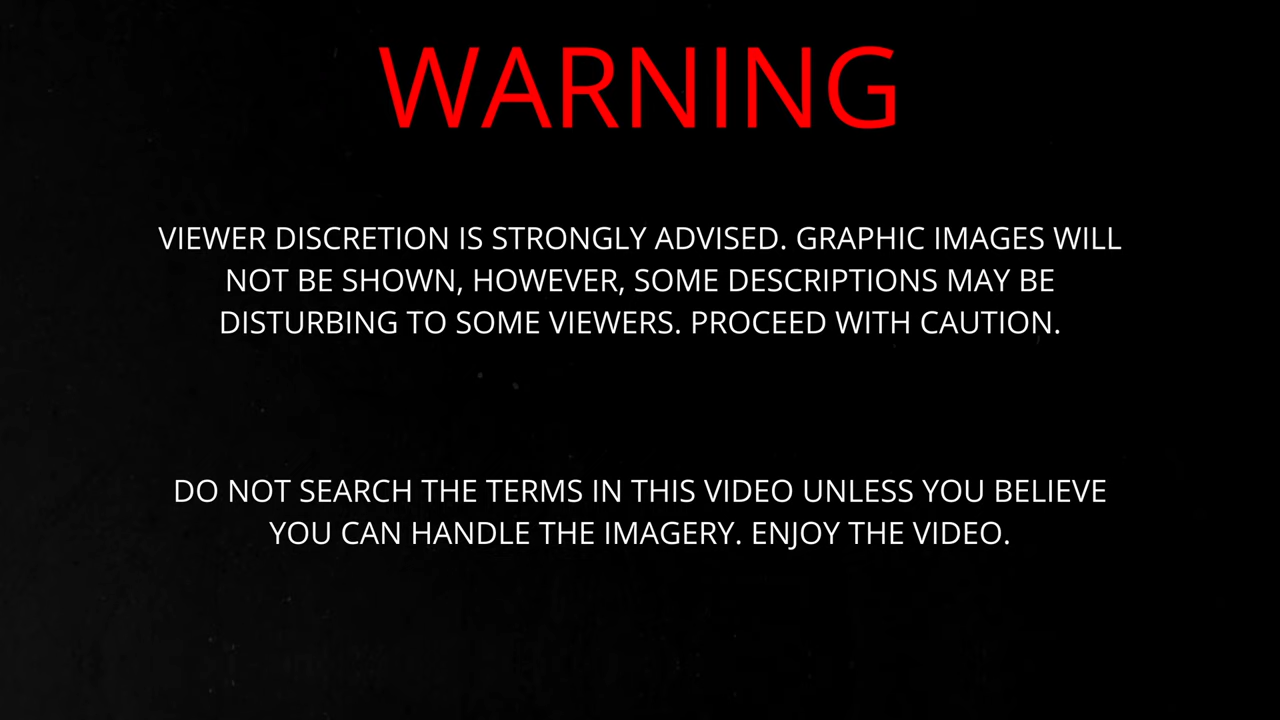 WARNING
VIEWER DISCRETION IS STRONGLY ADVISED. GRAPHIC IMAGES WILL
NOT BE SHOWN, HOWEVER, SOME DESCRIPTIONS MAY BE
DISTURBING TO SOME VIEWERS. PROCEED WITH CAUTION.
DO NOT SEARCH THE TERMS IN THIS VIDEO UNLESS YOU BELIEVE
YOU CAN HANDLE THE IMAGERY. ENJOY THE VIDEO.